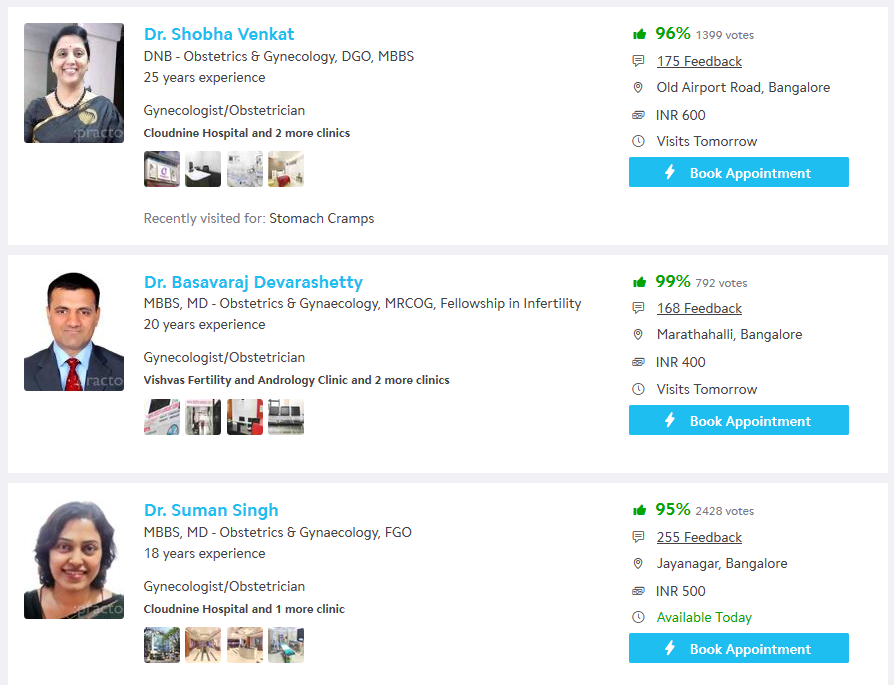 Dr. Shobha Venkat
DNB - Obstetrics & Gynecology, DGO, MBBS
25 years experience
Gynecologist/Obstetrician
Cloudnine Hospital and 2 more clinics
Recently visited for: Stomach Cramps
practo
96% 1399 votes
175 Feedback
Old Airport Road, Bangalore
INR 600
Visits Tomorrow
Book Appointment
Dr. Basavaraj Devarashetty
MBBS, MD - Obstetrics & Gynaecology, MRCOG, Fellowship in Infertility
20 years experience
Gynecologist/Obstetrician
Vishvas Fertility and Andrology Clinic and 2 more clinics
practo
99% 792 votes
168 Feedback
Marathahalli, Bangalore
INR 400
Visits Tomorrow
Book Appointment
Dr. Suman Singh
MBBS, MD - Obstetrics & Gynaecology, FGO
18 years experience
Gynecologist/Obstetrician
Cloudnine Hospital and 1 more clinic
practo
95% 2428 votes
255 Feedback
Jayanagar, Bangalore
INR 500
Available Today
Book Appointment